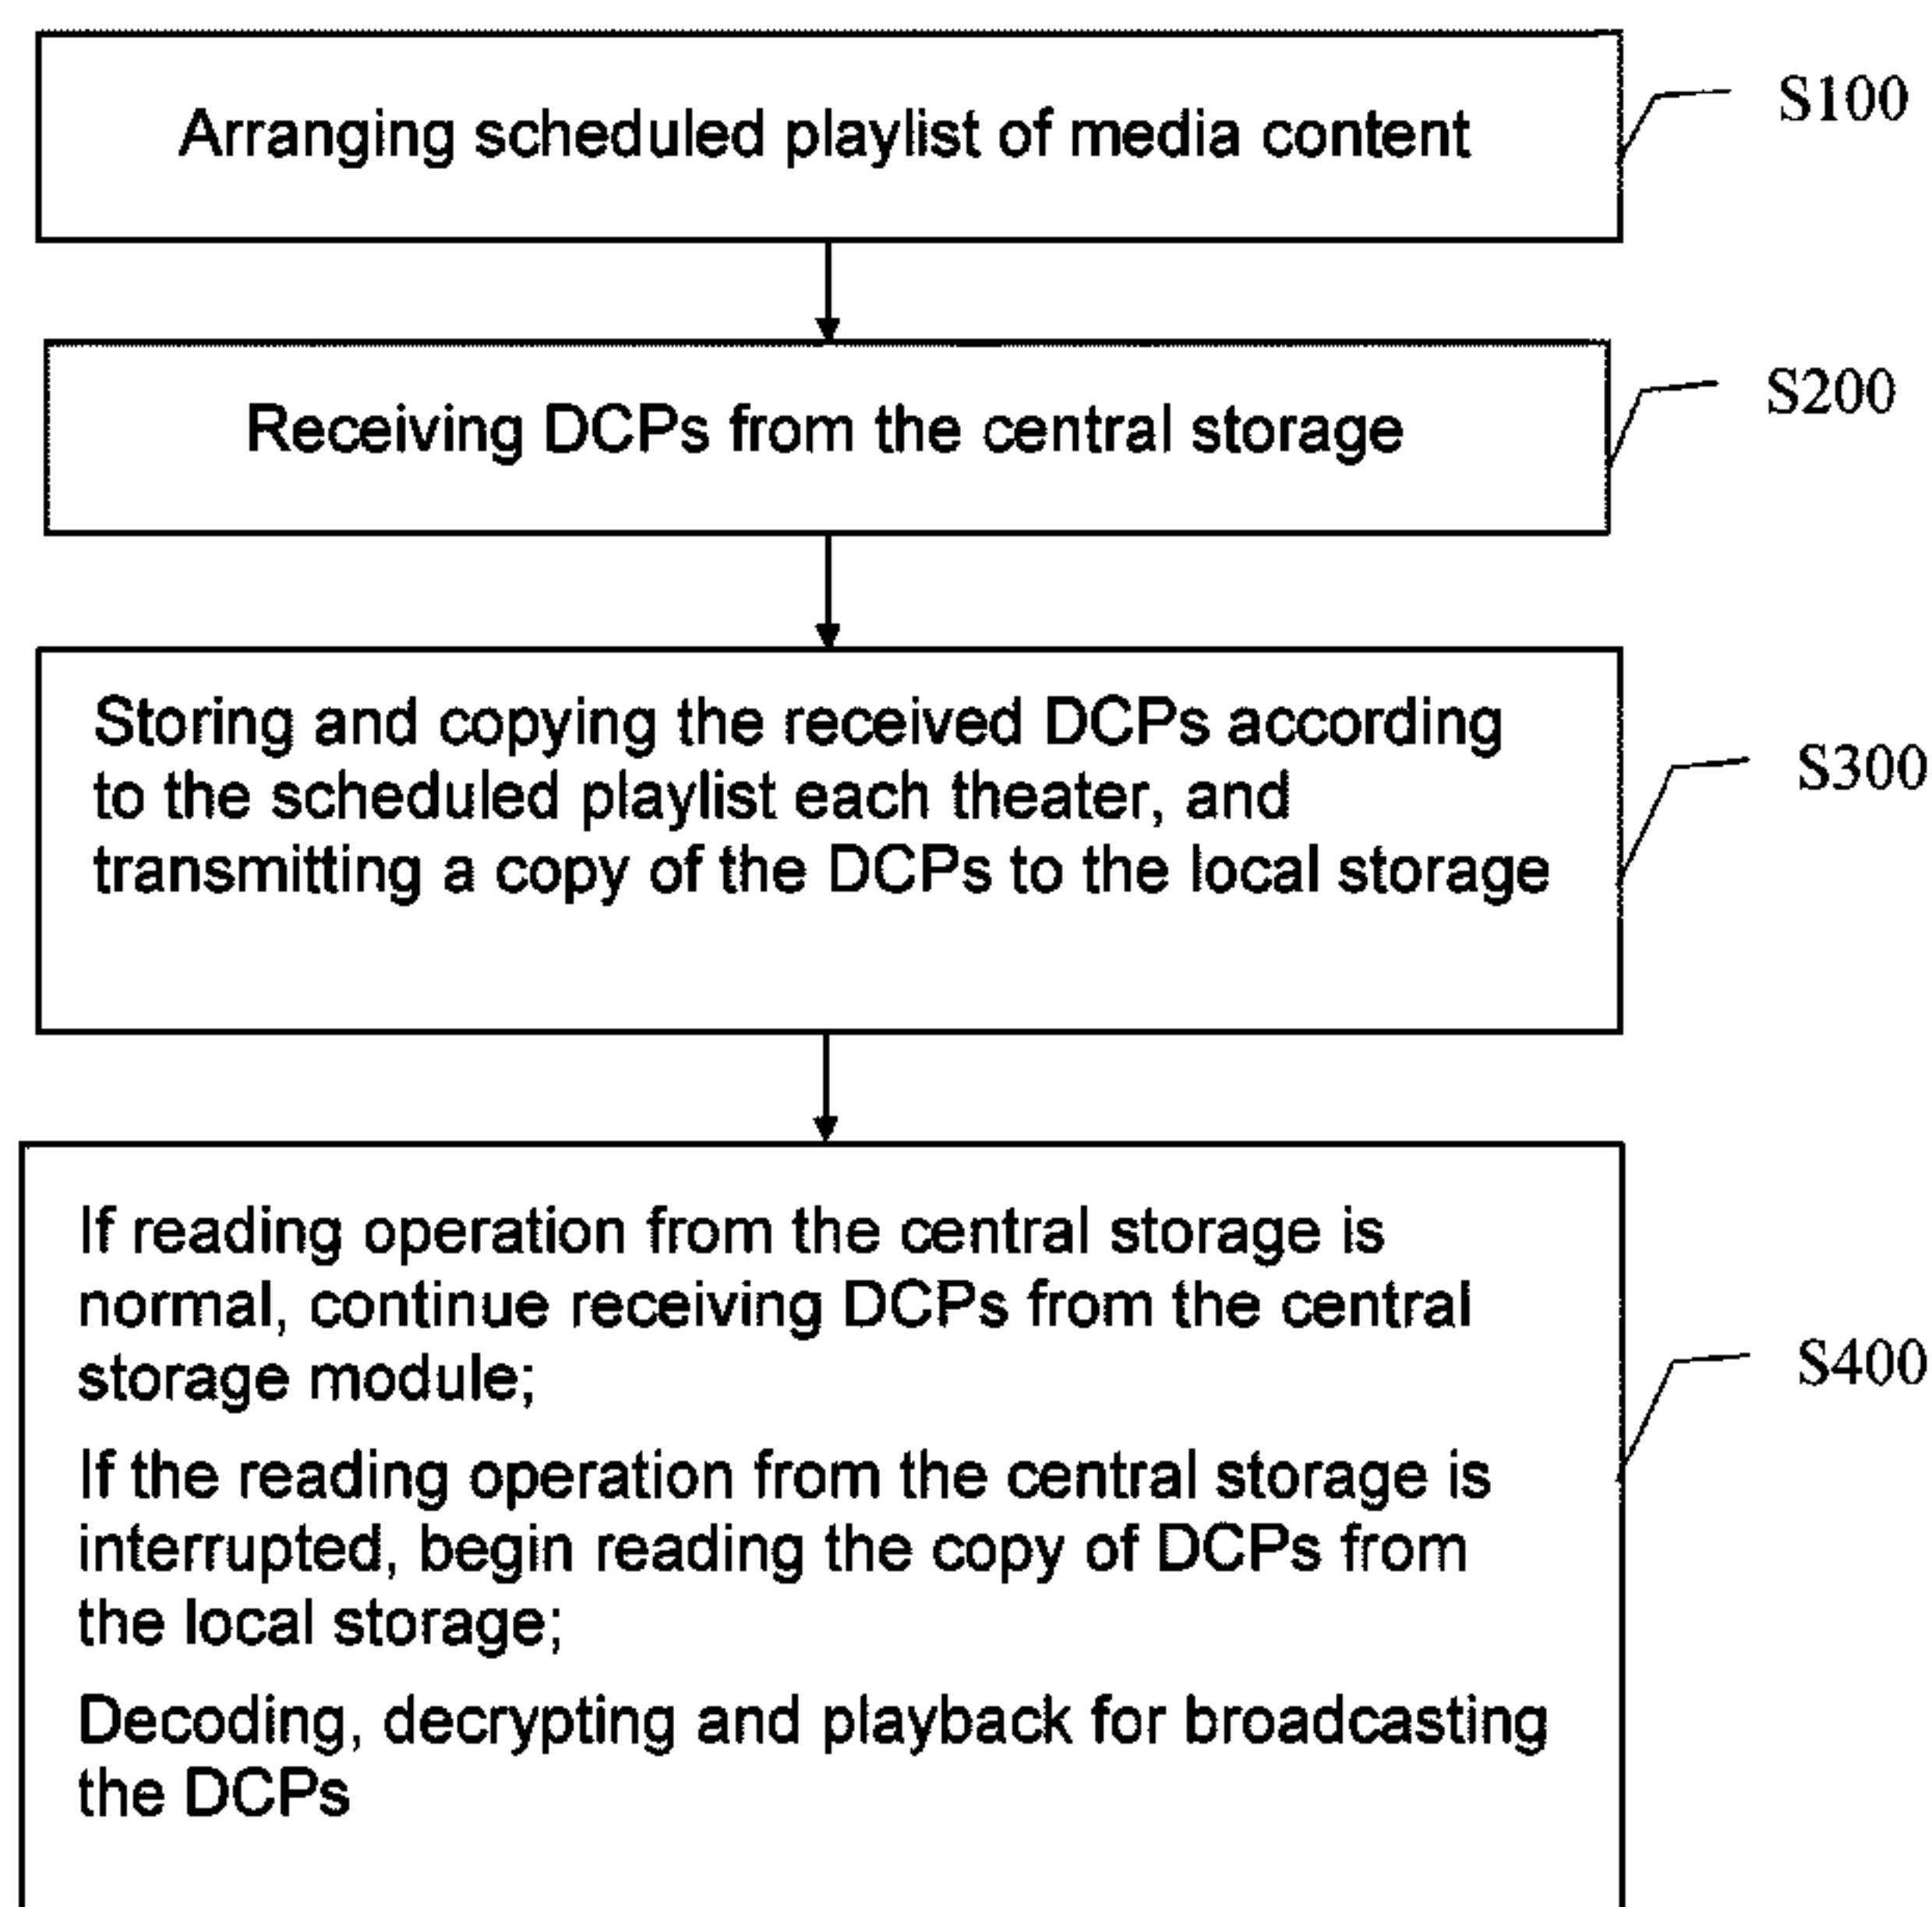 Arranging scheduled playlist of media content
S100
Receiving DCPs from the central storage
S200
Storing and copying the received DCPs according
to the scheduled playlist each theater, and
transmitting a copy of the DCPs to the local storage
S300
If reading operation from the central storage is
normal, continue receiving DCPs from the central
storage module;
If the reading operation from the central storage is
interrupted, begin reading the copy of DCPs from
the local storage;
Decoding, decrypting and playback for broadcasting
the DCPs
S400